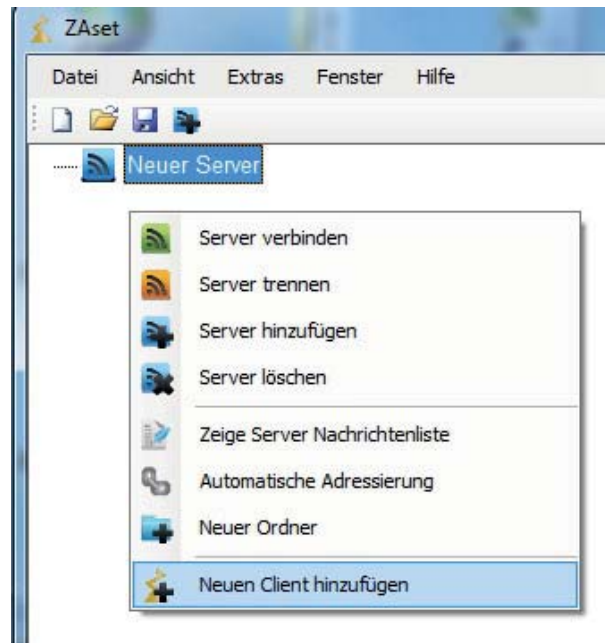 ZAset
Datei Ansicht Extras Fenster Hilfe
Neuer Server
Server verbinden
Server trennen
Server hinzufügen
Server löschen
Zeige Server Nachrichtenliste
Automatische Adressierung
Neuer Ordner
Neuen Client hinzufügen